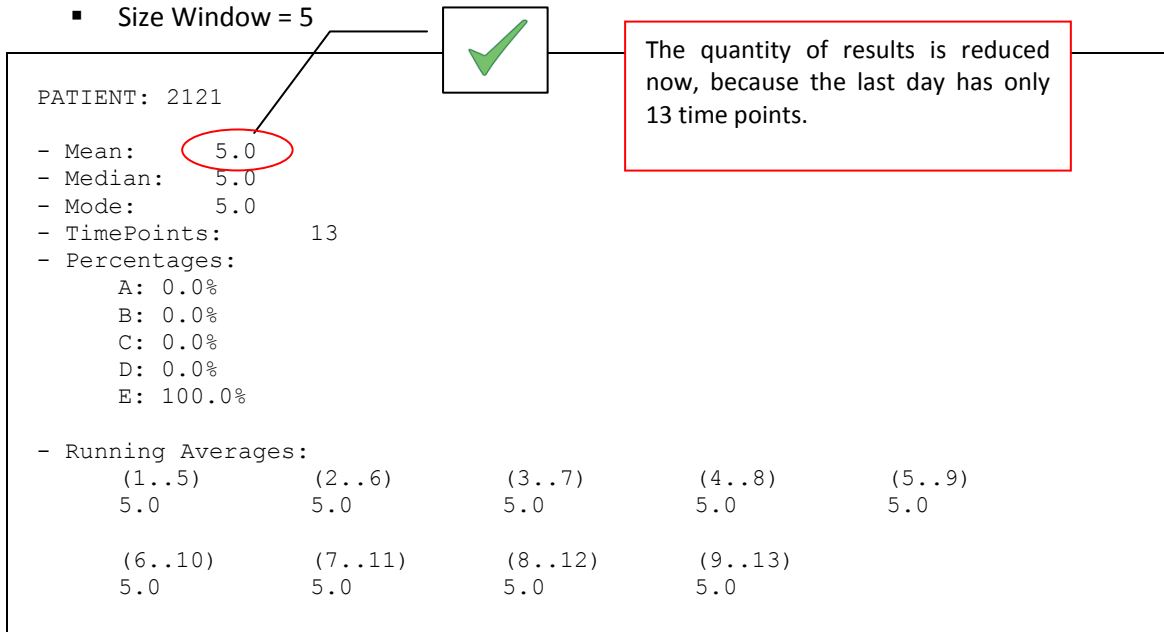 ▪ Size Window = 5
The quantity of results is reduced
now, because the last day has only
13 time points.
PATIENT: 2121
- Mean: 5.0
- Median: 5.0
- Mode: 5.0
- TimePoints: 13
- Percentages:
A: 0.0%
B: 0.0%
C: 0.0%
D: 0.0%
E: 100.0%
- Running Averages:
(1..5) (2..6) (3..7) (4..8) (5..9)
5.0 5.0 5.0 5.0 5.0
(6..10) (7..11) (8..12) (9..13)
5.0 5.0 5.0 5.0